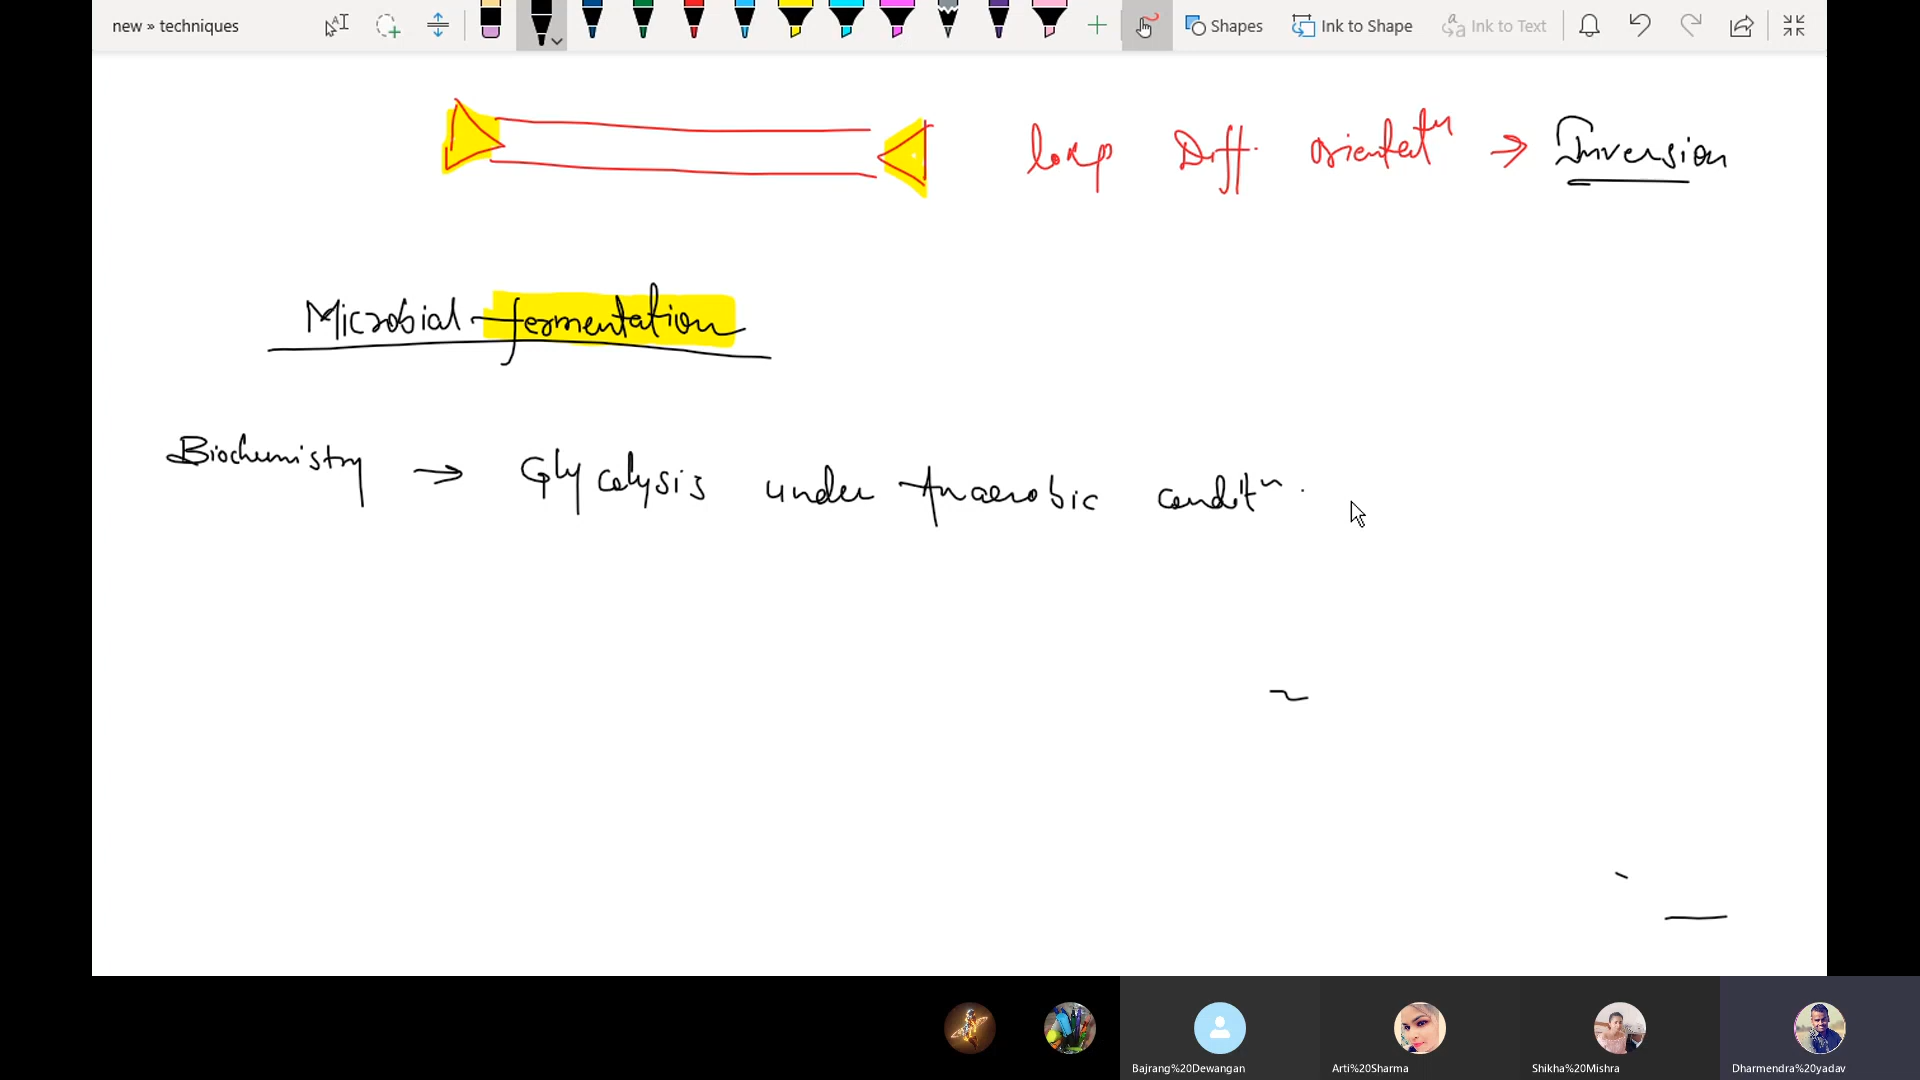 new » techniques
Shapes
Ink to Shape
Ink to Text
loxp Diff. orientatⁿ → Inversion
Microbial fermentation
Biochemistry → Glycolysis under Anaerobic conditⁿ.
Bajrang%20Dewangan
Arti%20Sharma
Shikha%20Mishra
Dharmendra%20yadav